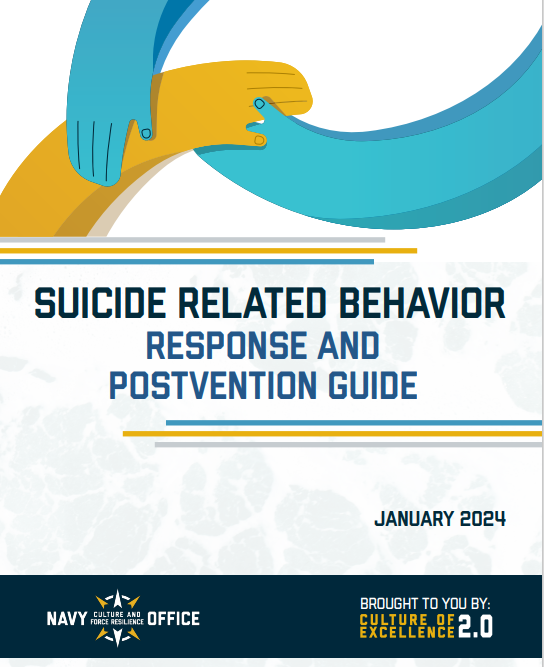 SUICIDE RELATED BEHAVIOR
RESPONSE AND
POSTVENTION GUIDE
JANUARY 2024
NAVY CULTURE AND FORCE RESILIENCE OFFICE
BROUGHT TO YOU BY:
CULTURE OF
EXCELLENCE 2.0